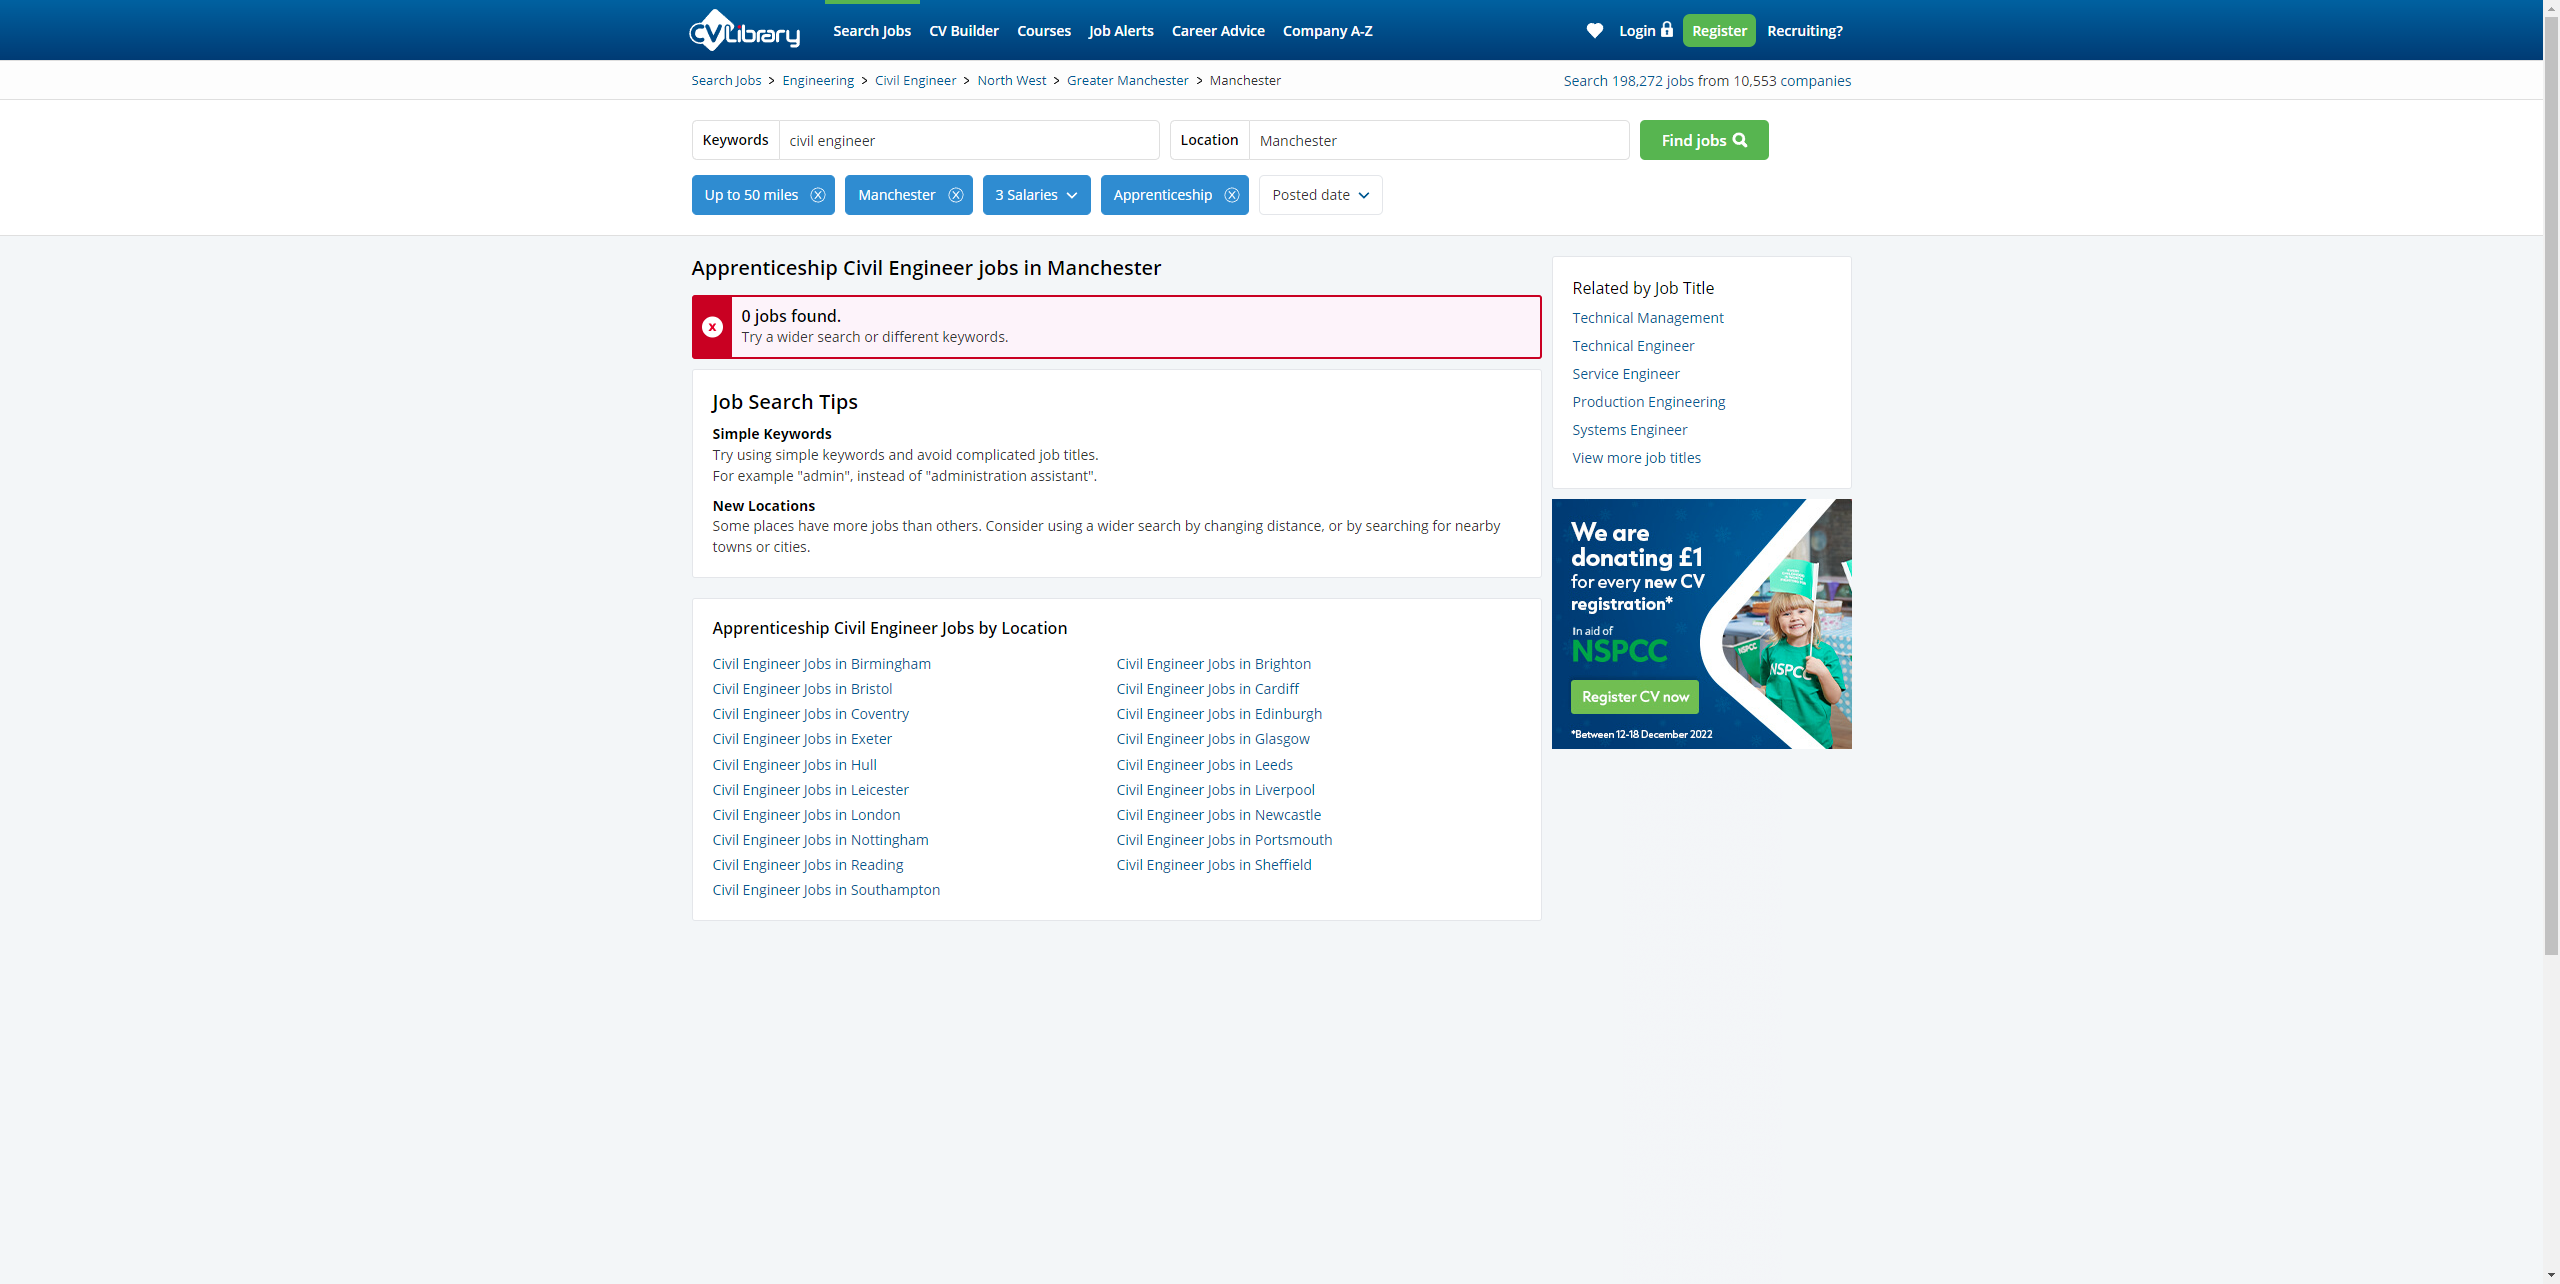 CV Library
Search Jobs
CV Builder
Courses
Job Alerts
Career Advice
Company A-Z
Login
Register
Recruiting?
Search Jobs > Engineering > Civil Engineer > North West > Greater Manchester > Manchester
Search 198,272 jobs from 10,553 companies
Keywords
civil engineer
Location
Manchester
Find jobs
Up to 50 miles
Manchester
3 Salaries
Apprenticeship
Posted date
Apprenticeship Civil Engineer jobs in Manchester
0 jobs found.
Try a wider search or different keywords.
Job Search Tips
Simple Keywords
Try using simple keywords and avoid complicated job titles.
For example "admin", instead of "administration assistant".
New Locations
Some places have more jobs than others. Consider using a wider search by changing distance, or by searching for nearby
towns or cities.
Apprenticeship Civil Engineer Jobs by Location
Civil Engineer Jobs in Birmingham
Civil Engineer Jobs in Brighton
Civil Engineer Jobs in Bristol
Civil Engineer Jobs in Cardiff
Civil Engineer Jobs in Coventry
Civil Engineer Jobs in Edinburgh
Civil Engineer Jobs in Exeter
Civil Engineer Jobs in Glasgow
Civil Engineer Jobs in Hull
Civil Engineer Jobs in Leeds
Civil Engineer Jobs in Leicester
Civil Engineer Jobs in Liverpool
Civil Engineer Jobs in London
Civil Engineer Jobs in Newcastle
Civil Engineer Jobs in Nottingham
Civil Engineer Jobs in Portsmouth
Civil Engineer Jobs in Reading
Civil Engineer Jobs in Sheffield
Civil Engineer Jobs in Southampton
Related by Job Title
Technical Management
Technical Engineer
Service Engineer
Production Engineering
Systems Engineer
View more job titles
We are
donating £1
for every new CV
registration*
In aid of
NSPCC
Register CV now
*Between 12-18 December 2022
NSPCC
NSPCC